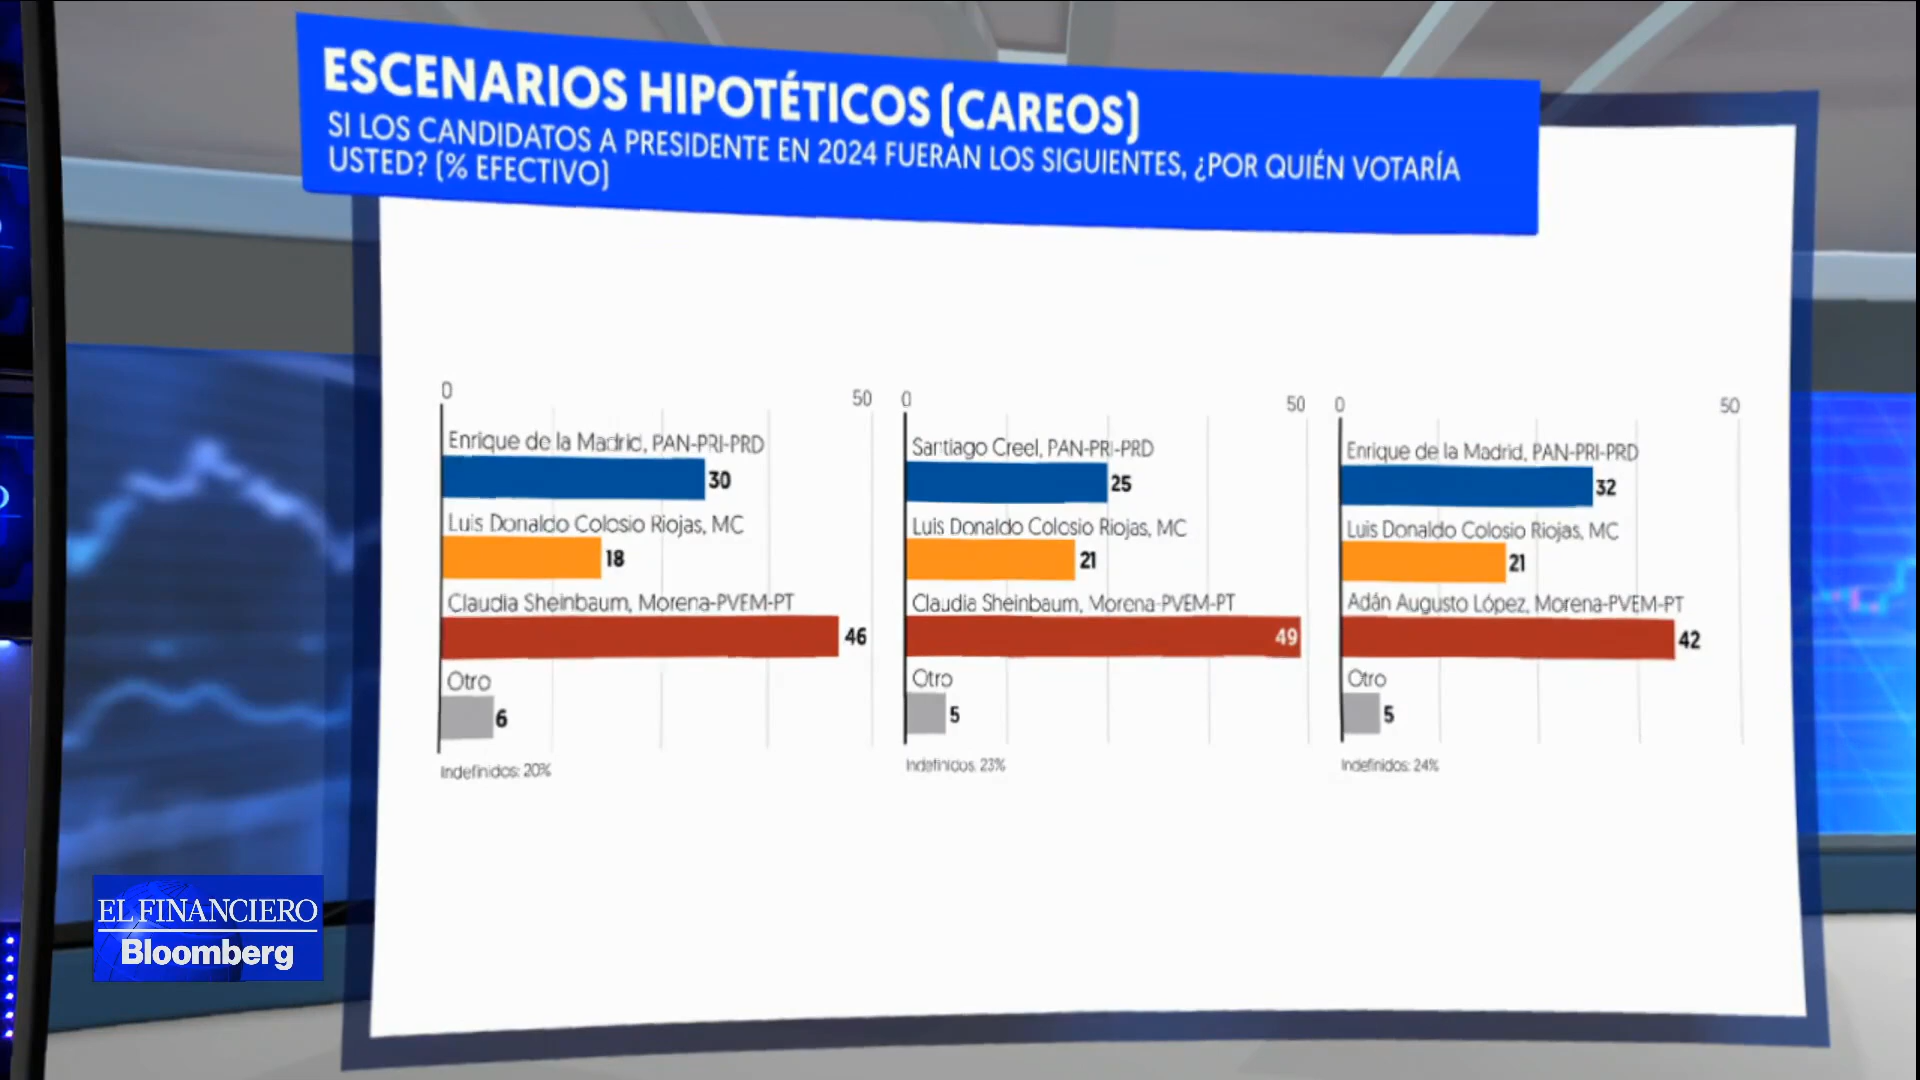 ESCENARIOS HIPOTÉTICOS (CAREOS)
SI LOS CANDIDATOS A PRESIDENTE EN 2024 FUERAN LOS SIGUIENTES, ¿POR QUIÉN VOTARÍA
USTED? (% EFECTIVO)
0 50
Enrique de la Madrid, PAN-PRI-PRD
30
Luis Donaldo Colosio Riojas, MC
18
Claudia Sheinbaum, Morena-PVEM-PT
46
Otro
6
Indefinidos: 20%
0 50
Santiago Creel, PAN-PRI-PRD
25
Luis Donaldo Colosio Riojas, MC
21
Claudia Sheinbaum, Morena-PVEM-PT
49
Otro
5
Indefinidos: 23%
0 50
Enrique de la Madrid, PAN-PRI-PRD
32
Luis Donaldo Colosio Riojas, MC
21
Adán Augusto López, Morena-PVEM-PT
42
Otro
5
Indefinidos: 24%
EL FINANCIERO
Bloomberg